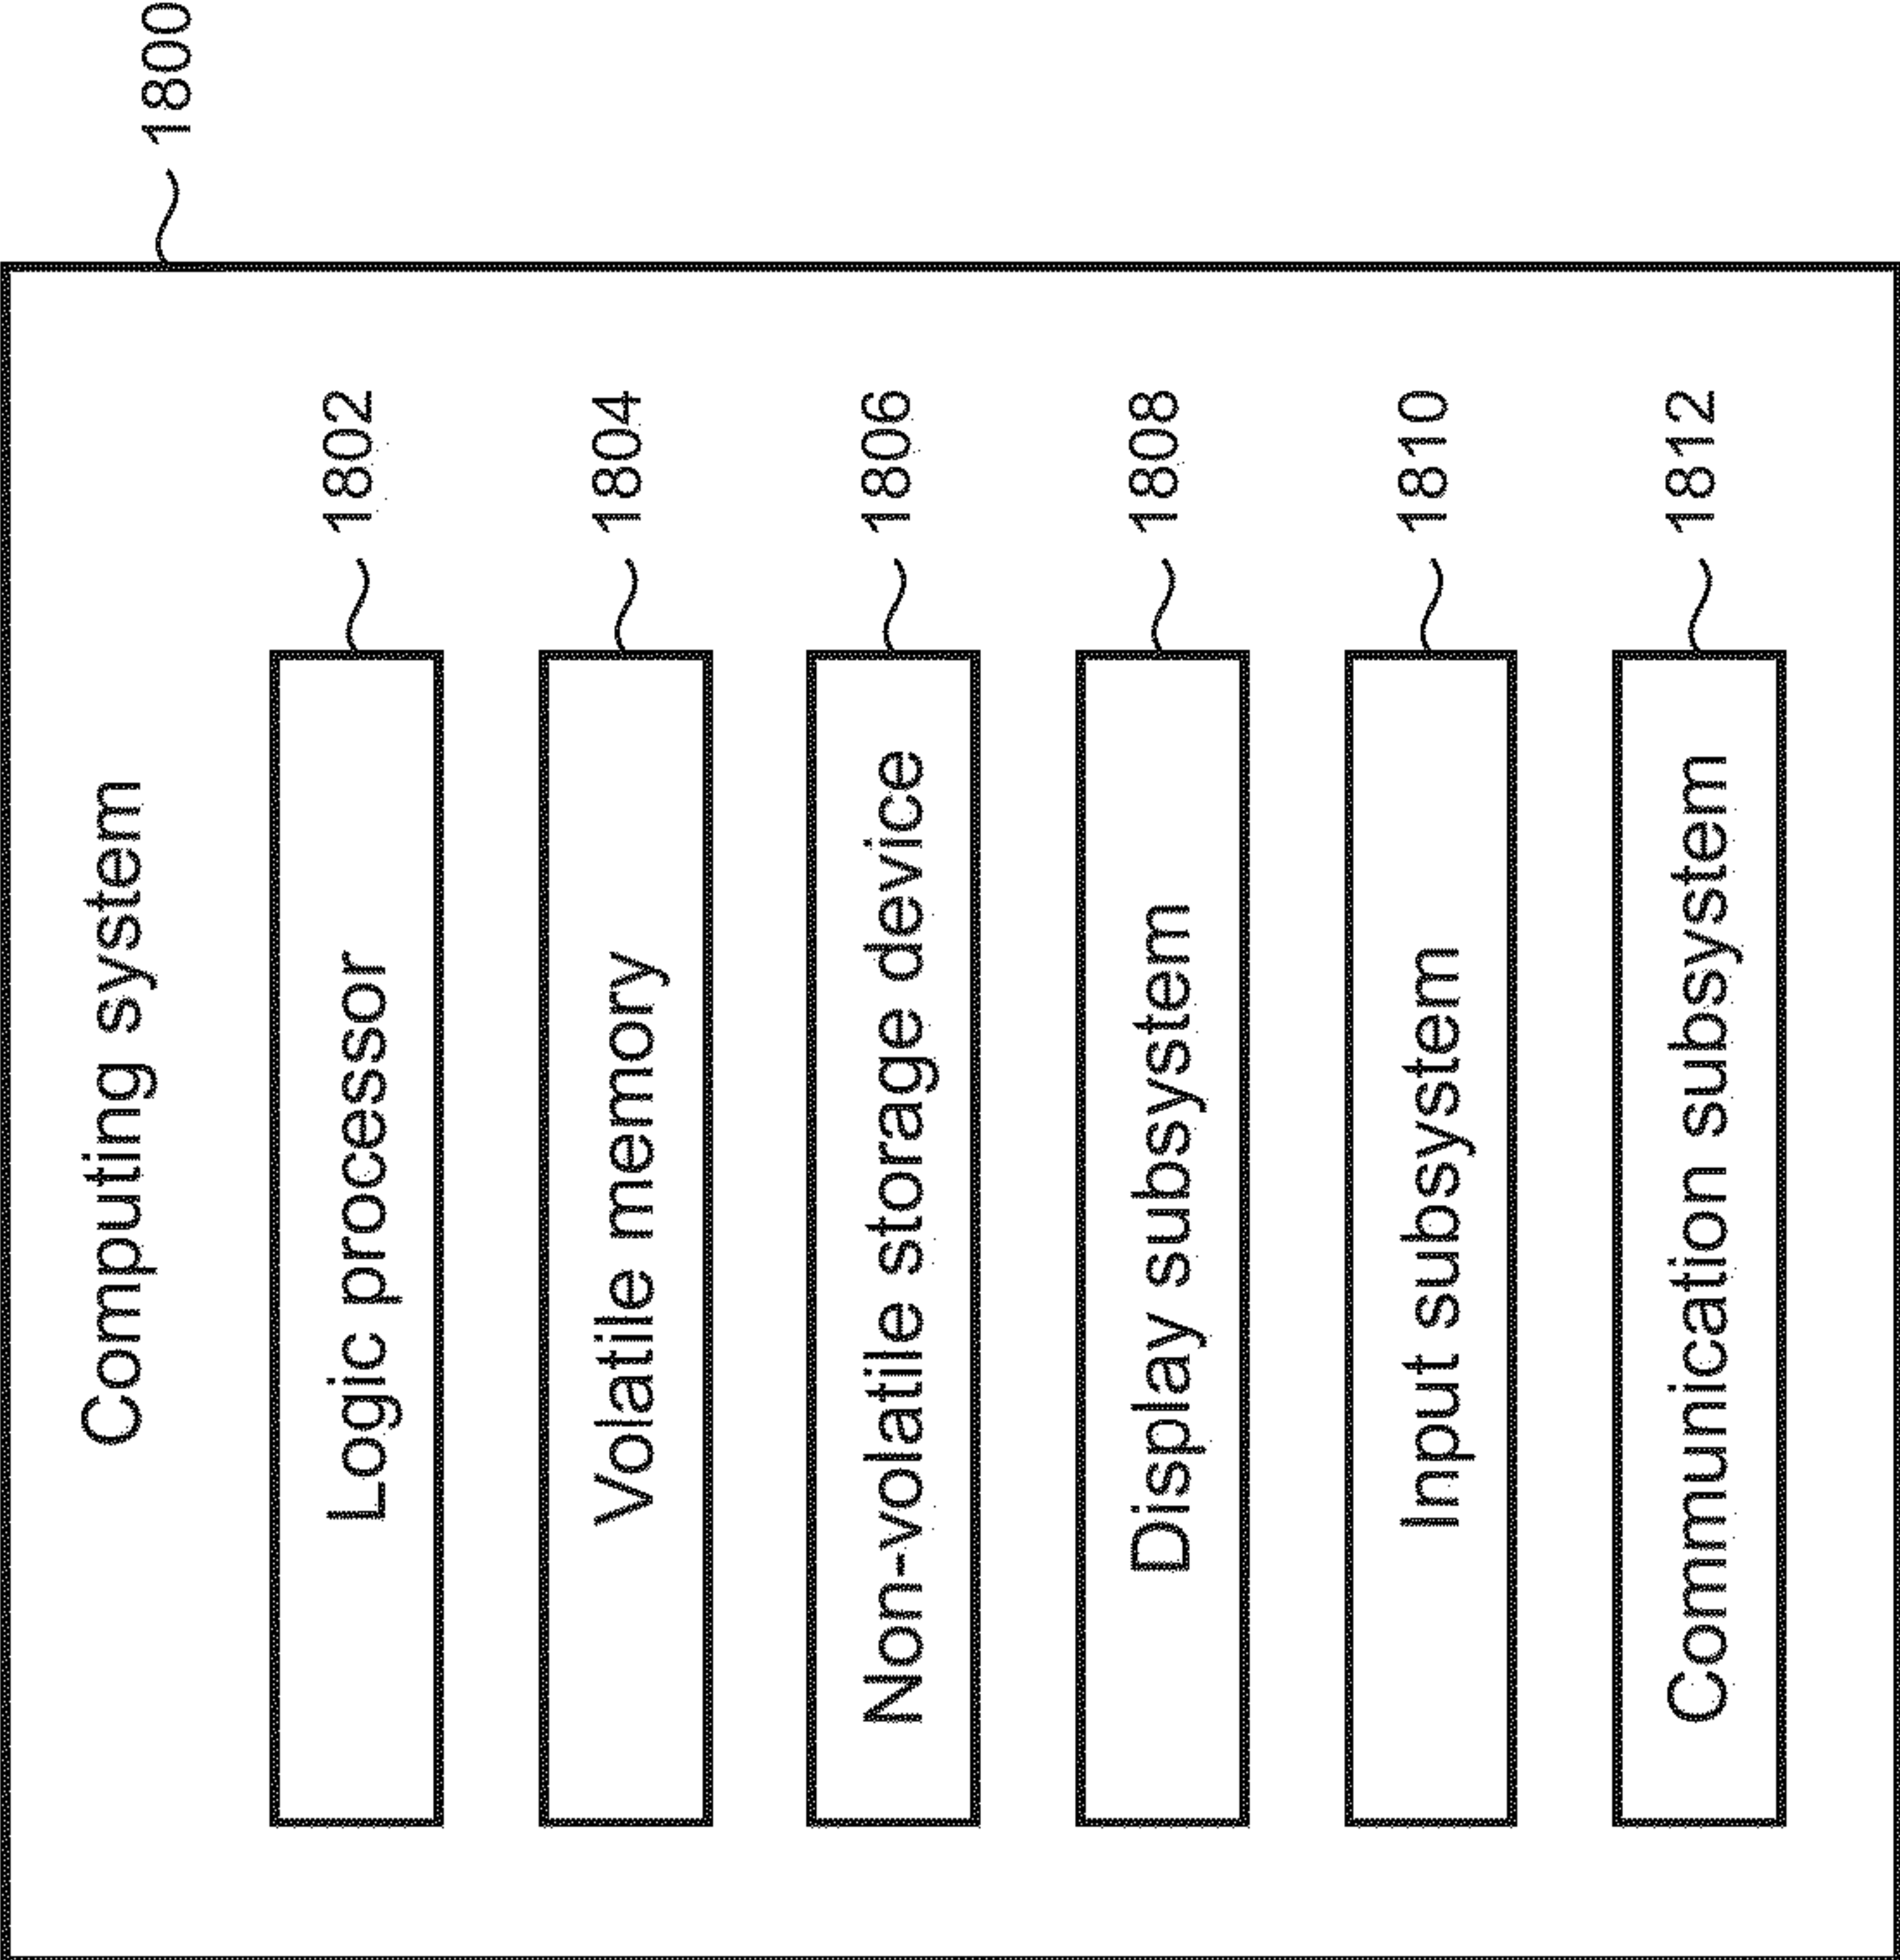 1800
Computing system
Logic processor 1802
Volatile memory 1804
Non-volatile storage device 1806
Display subsystem 1808
Input subsystem 1810
Communication subsystem 1812